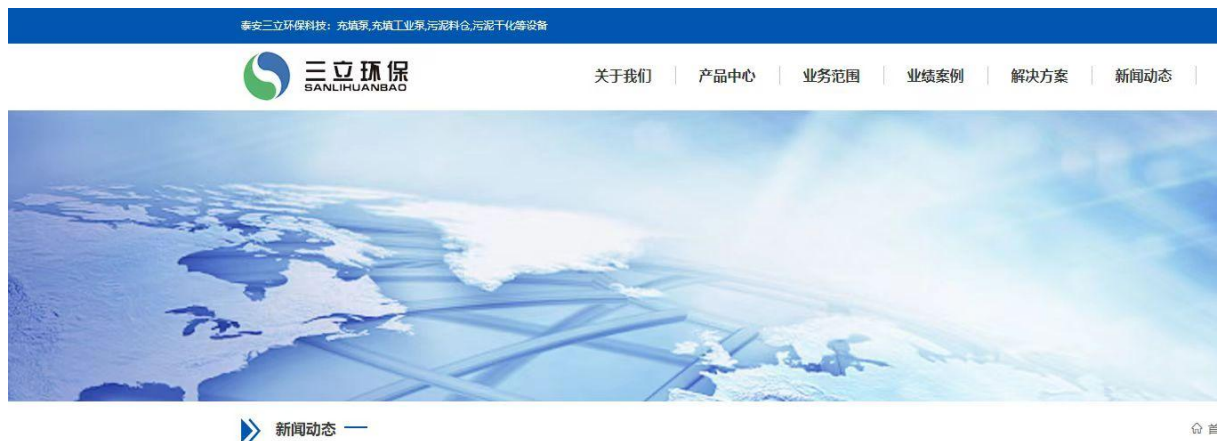 泰安三立环保科技：充填泵,充填工业泵,污泥料仓,污泥干化等设备
三立环保
SANLIHUANBAO
关于我们 产品中心 业务范围 业绩案例 解决方案 新闻动态
新闻动态
首